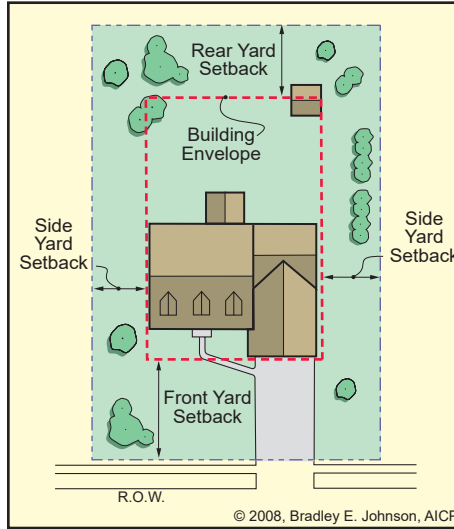 Rear Yard
Setback
Building
Envelope
Side
Yard
Setback
Side
Yard
Setback
Front Yard
Setback
R.O.W.
© 2008, Bradley E. Johnson, AICP